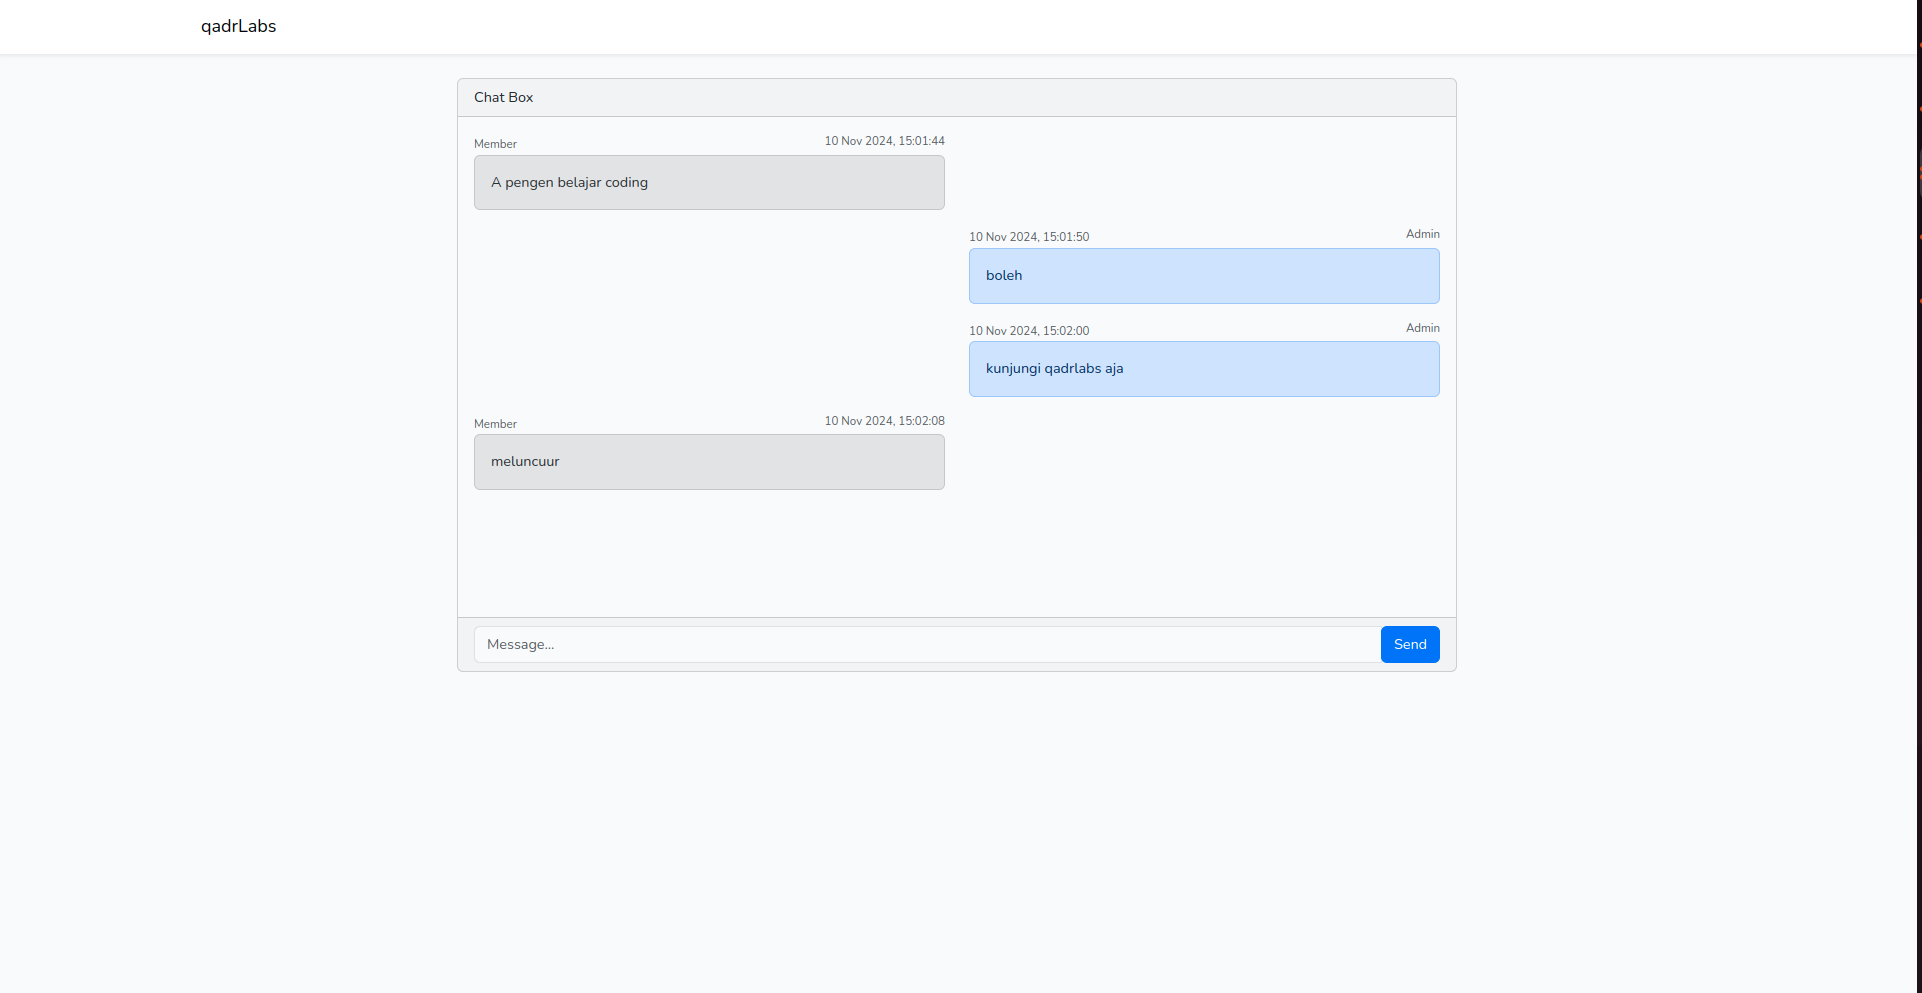 qadrLabs
Chat Box
Member 10 Nov 2024, 15:01:44
A pengen belajar coding
10 Nov 2024, 15:01:50 Admin
boleh
10 Nov 2024, 15:02:00 Admin
kunjungi qadrlabs aja
Member 10 Nov 2024, 15:02:08
meluncuur
Message... Send